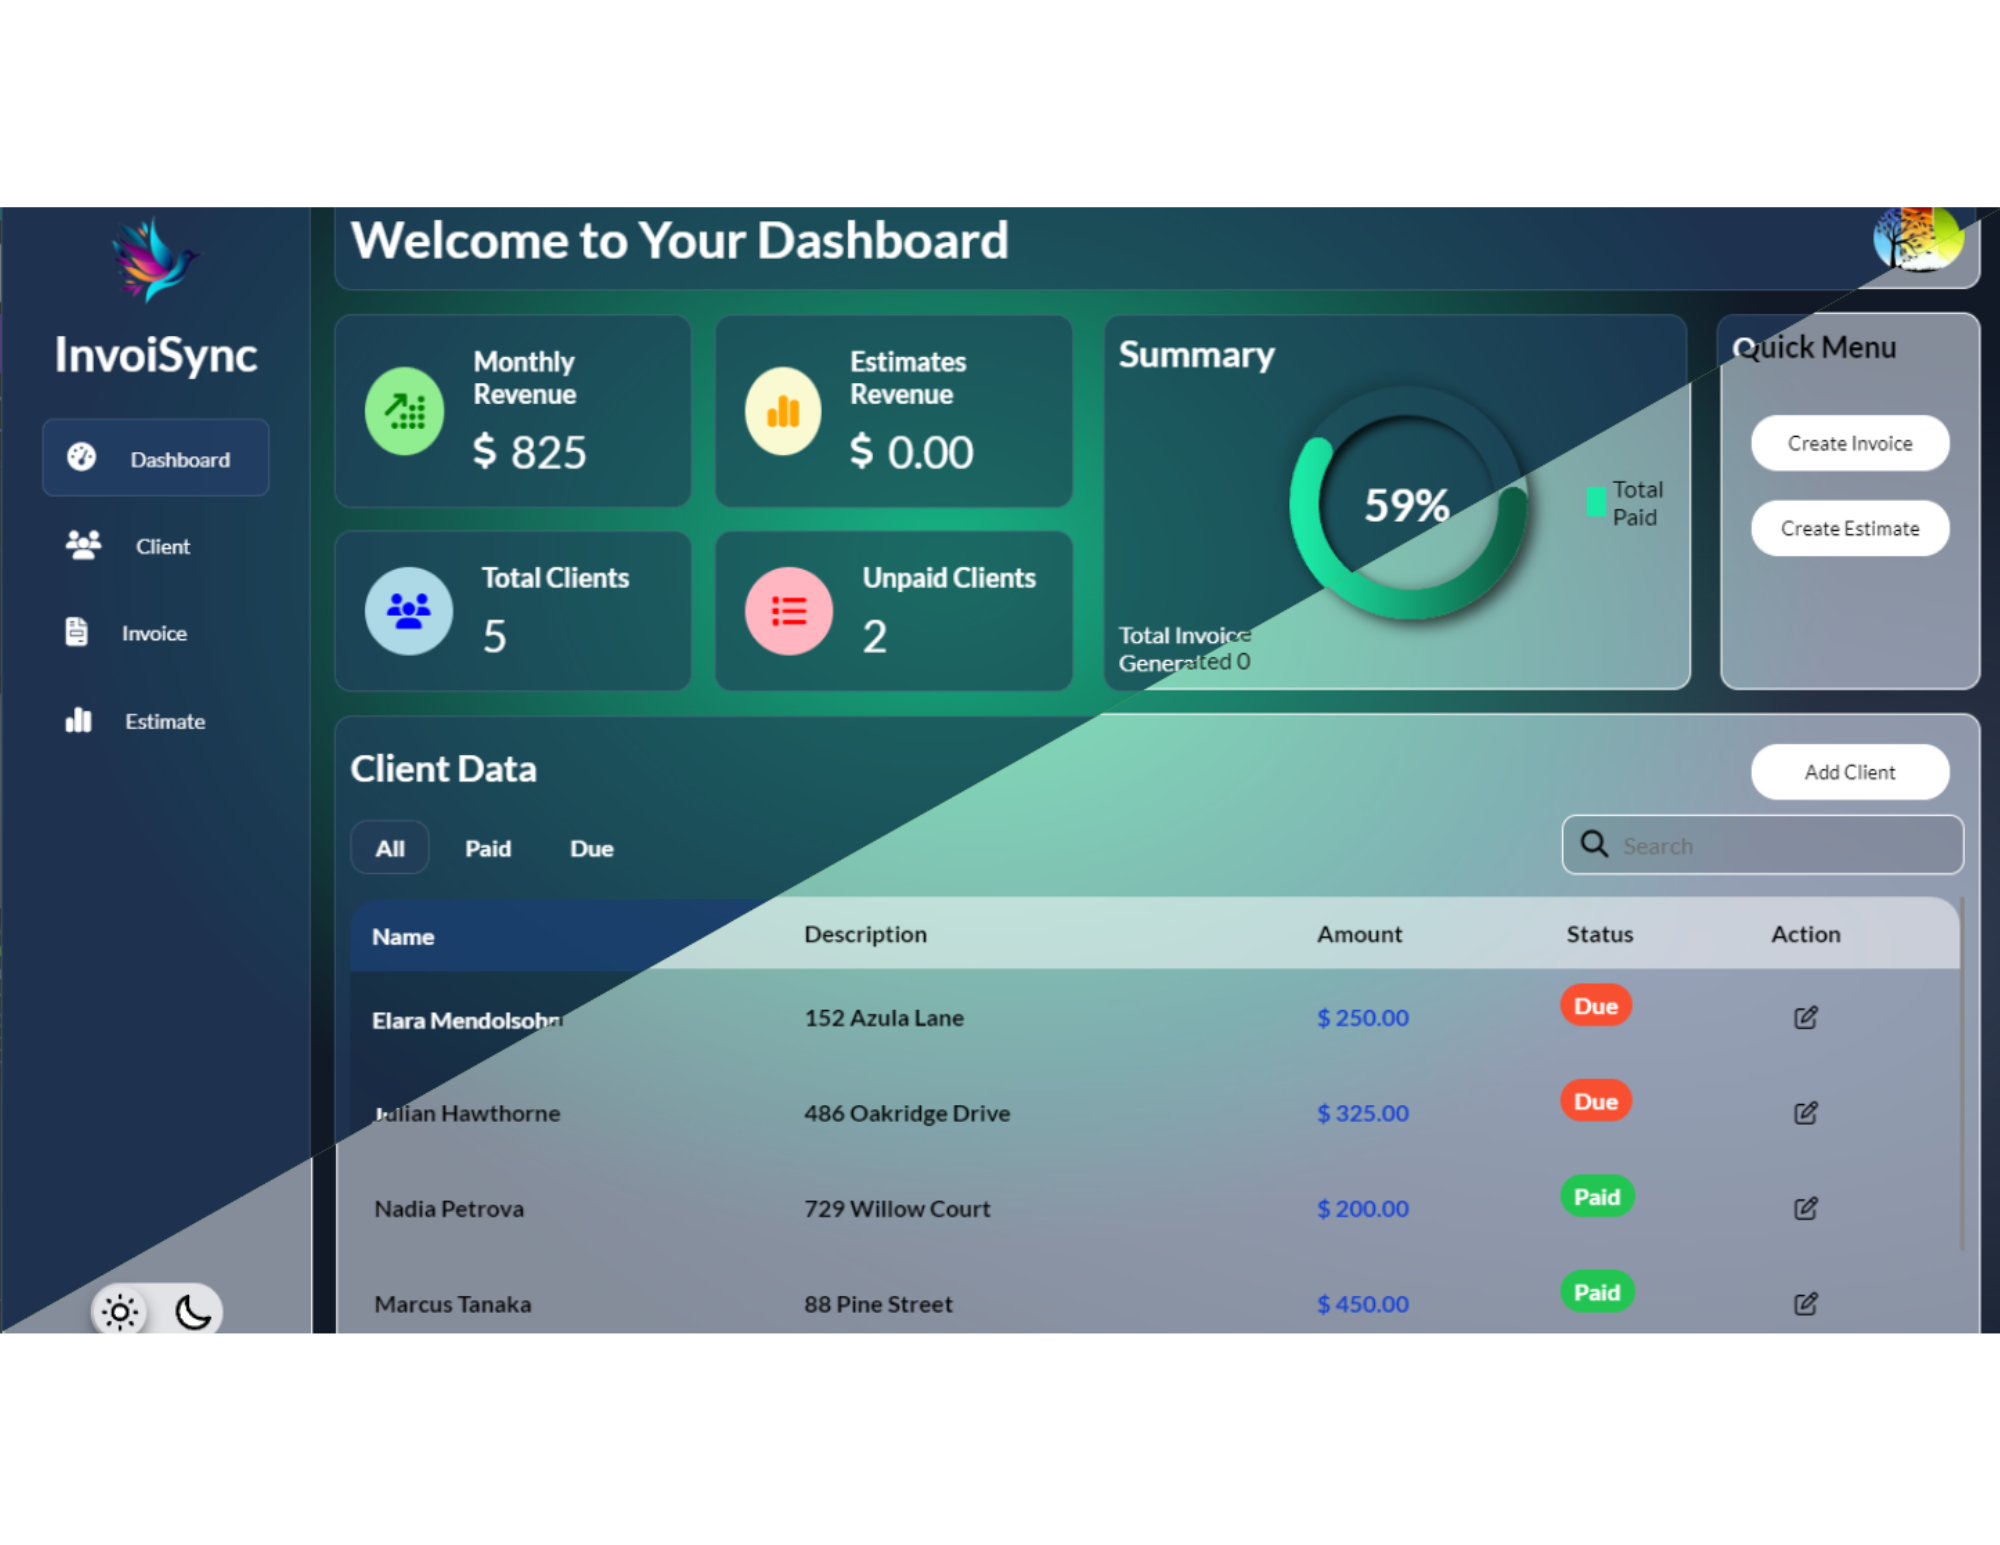 Welcome to Your Dashboard
InvoiSync
Dashboard
Client
Invoice
Estimate
Monthly
Revenue
$ 825
Estimates
Revenue
$ 0.00
Total Clients
5
Unpaid Clients
2
Summary
59%
Total
Paid
Total Invoice
Generated 0
Quick Menu
Create Invoice
Create Estimate
Client Data
Add Client
All Paid Due
Search
Name Description Amount Status Action
Elara Mendolsohn 152 Azula Lane $ 250.00 Due
Julian Hawthorne 486 Oakridge Drive $ 325.00 Due
Nadia Petrova 729 Willow Court $ 200.00 Paid
Marcus Tanaka 88 Pine Street $ 450.00 Paid